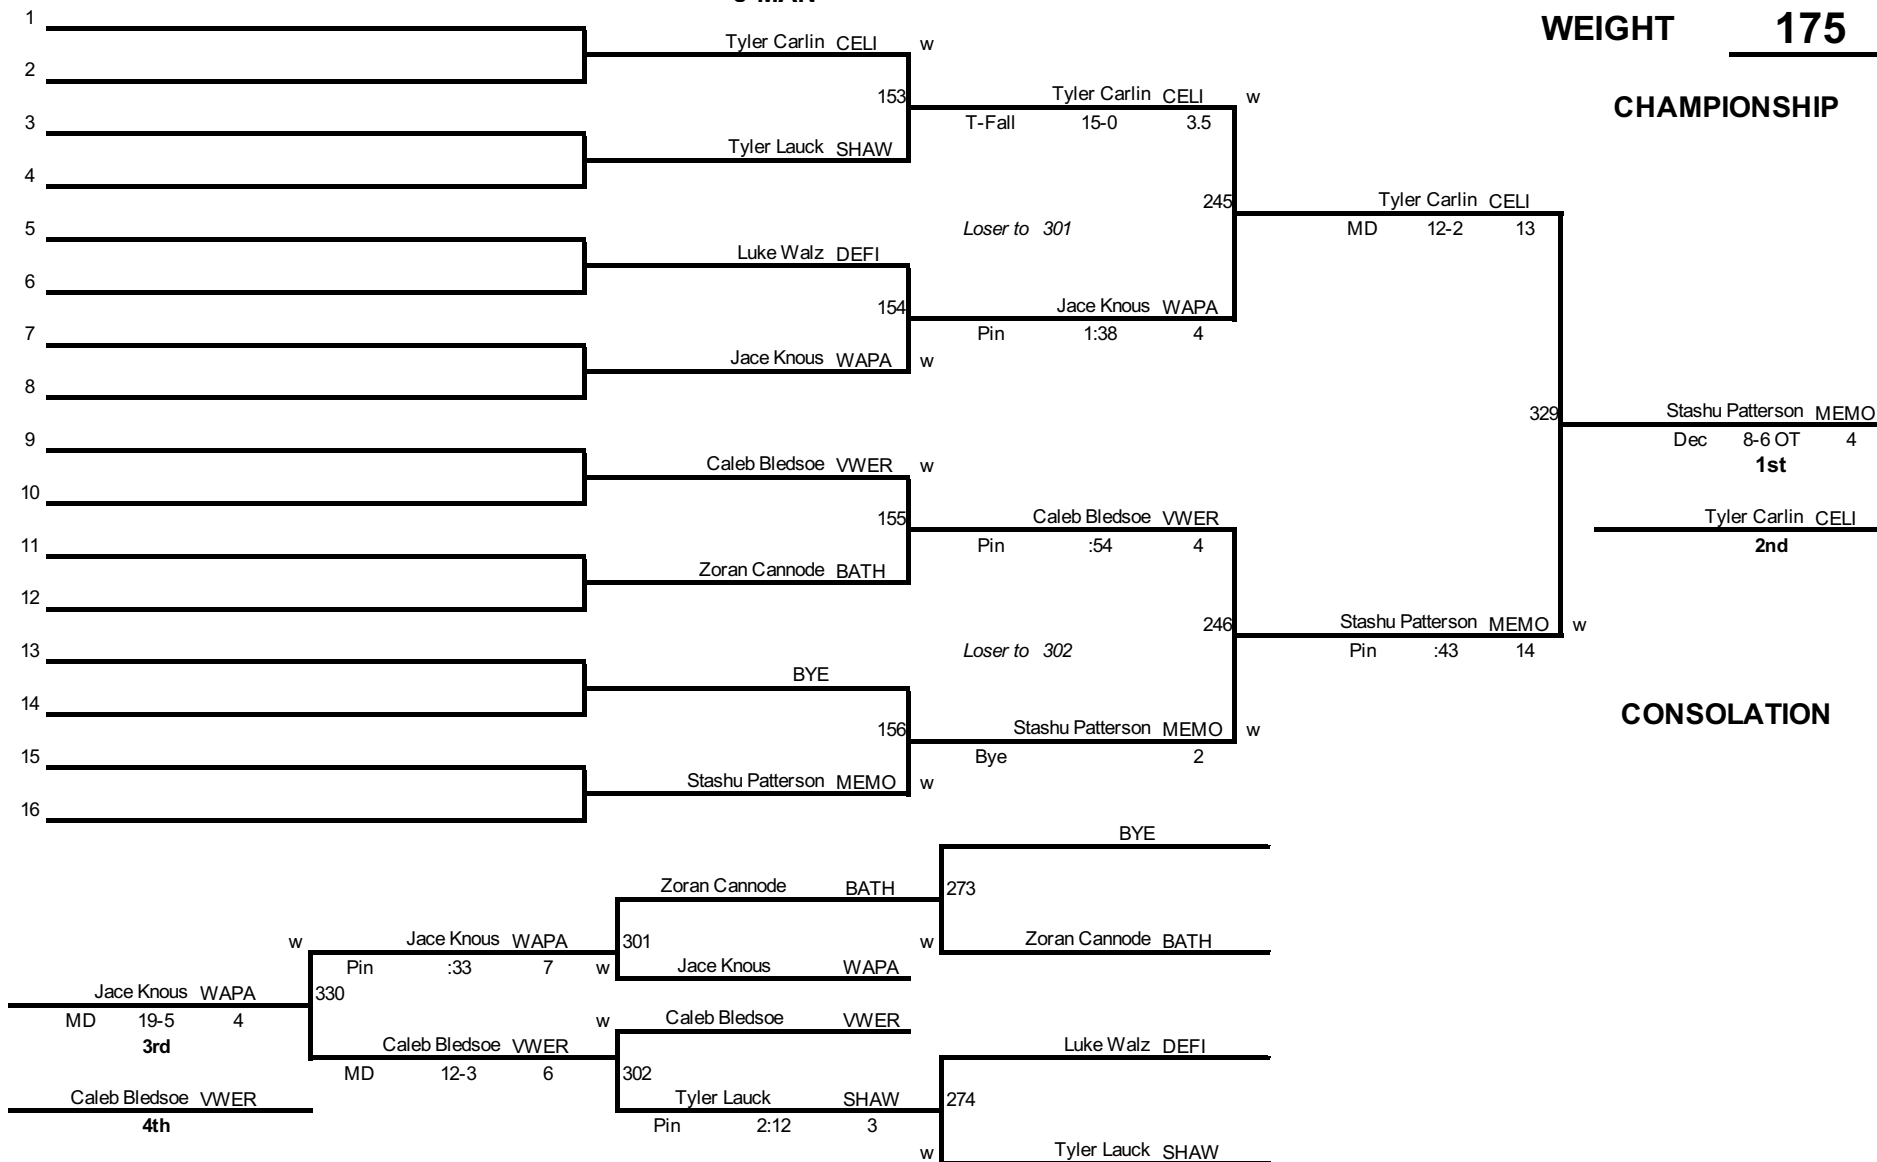 1
WEIGHT 175
Tyler Carlin CELI w
2
153 Tyler Carlin CELI w
CHAMPIONSHIP
3
T-Fall 15-0 3.5
Tyler Lauck SHAW
4
245 Tyler Carlin CELI
5
Loser to 301 MD 12-2 13
Luke Walz DEFI
6
154 Jace Knous WAPA
7
Pin 1:38 4
Jace Knous WAPA w
8
329 Stashu Patterson MEMO
9
Dec 8-6 OT 4
Caleb Bledsoe VWER w
1st
10
155 Caleb Bledsoe VWER
Tyler Carlin CELI
11
Pin :54 4
2nd
Zoran Cannode BATH
12
246 Stashu Patterson MEMO w
13
Loser to 302 Pin :43 14
BYE
14
CONSOLATION
156 Stashu Patterson MEMO w
15
Bye 2
Stashu Patterson MEMO w
16
BYE
Zoran Cannode BATH 273
w Jace Knous WAPA 301 w Zoran Cannode BATH
Pin :33 7 w Jace Knous WAPA
Jace Knous WAPA 330
MD 19-5 4 w Caleb Bledsoe VWER
3rd
Caleb Bledsoe VWER Luke Walz DEFI
MD 12-3 6 302
Caleb Bledsoe VWER Tyler Lauck SHAW 274
4th
Pin 2:12 3
w Tyler Lauck SHAW